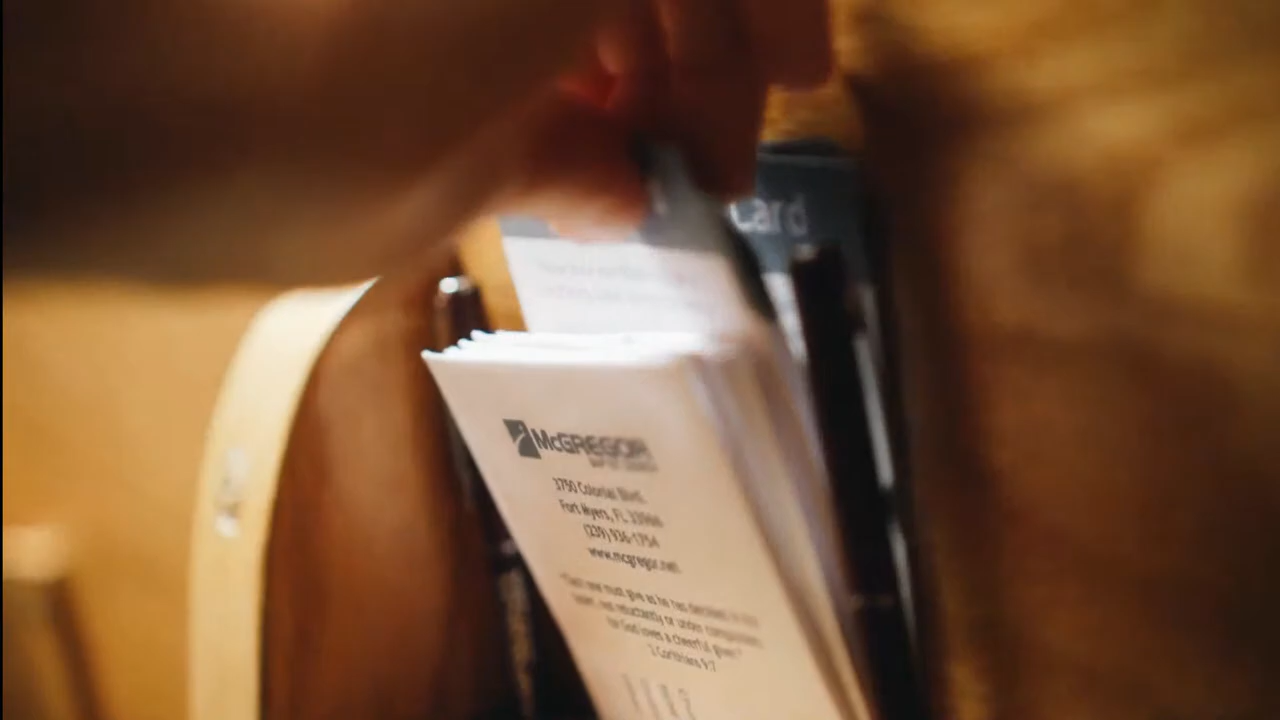 Card
McGREGOR
BAPTIST CHURCH
3750 Colonial Blvd.
Fort Myers, FL 33966
(239) 936-1754
www.mcgregor.net
"Each one must give as he has decided in his
heart, not reluctantly or under compulsion,
for God loves a cheerful giver."
2 Corinthians 9:7